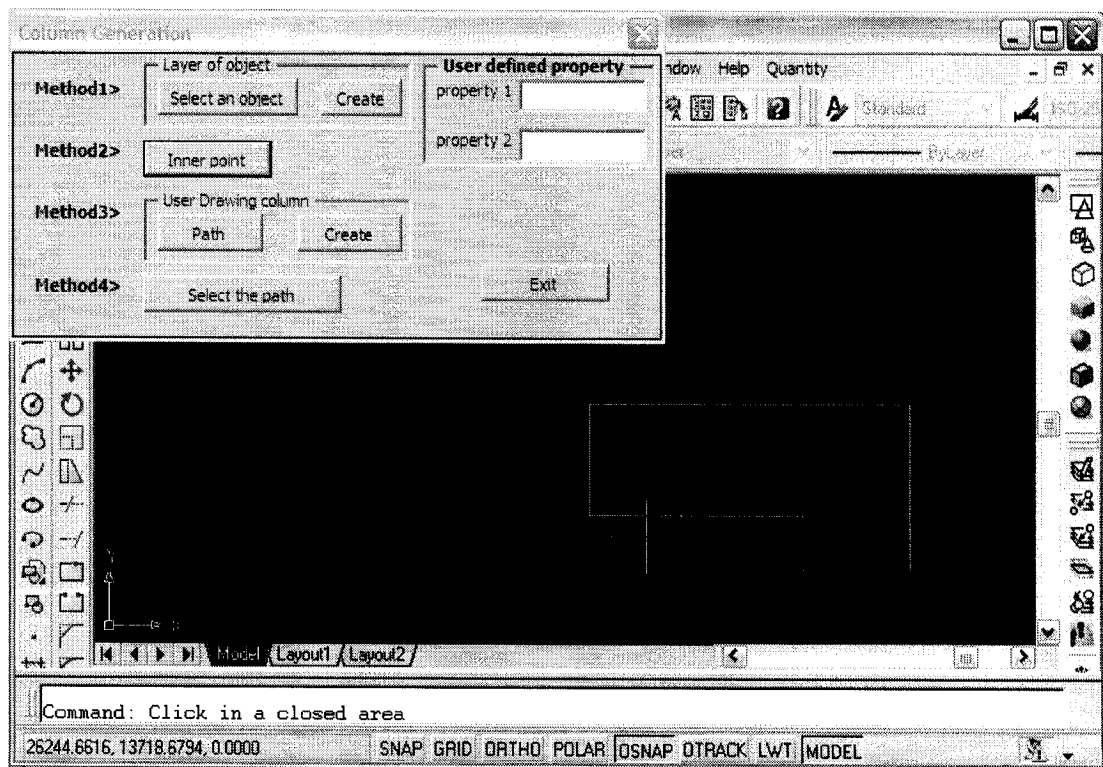 Column Generation
Method1>
Layer of object
Select an object
Create
User defined property
property 1
property 2
Method2>
Inner point
Method3>
User Drawing column
Path
Create
Method4>
Select the path
Exit
Help Quantity
Standard
ByLayer
Model Layout1 Layout2
Command: Click in a closed area
26244.6616, 13718.6794, 0.0000
SNAP GRID ORTHO POLAR OSNAP OTRACK LWT MODEL